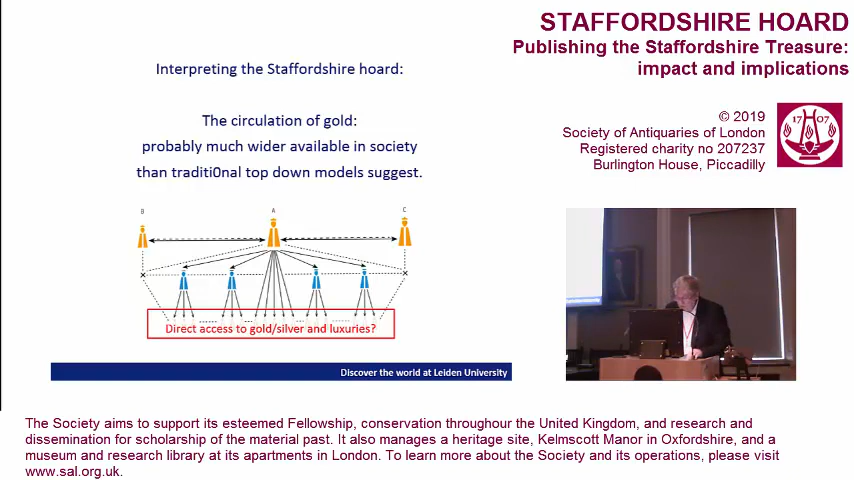 STAFFORDSHIRE HOARD
Publishing the Staffordshire Treasure:
impact and implications
© 2019
Society of Antiquaries of London
Registered charity no 207237
Burlington House, Piccadilly
17 07
Interpreting the Staffordshire hoard:
The circulation of gold:
probably much wider available in society
than traditi0nal top down models suggest.
B
A
C
Direct access to gold/silver and luxuries?
Discover the world at Leiden University
The Society aims to support its esteemed Fellowship, conservation throughour the United Kingdom, and research and
dissemination for scholarship of the material past. It also manages a heritage site, Kelmscott Manor in Oxfordshire, and a
museum and research library at its apartments in London. To learn more about the Society and its operations, please visit
www.sal.org.uk.